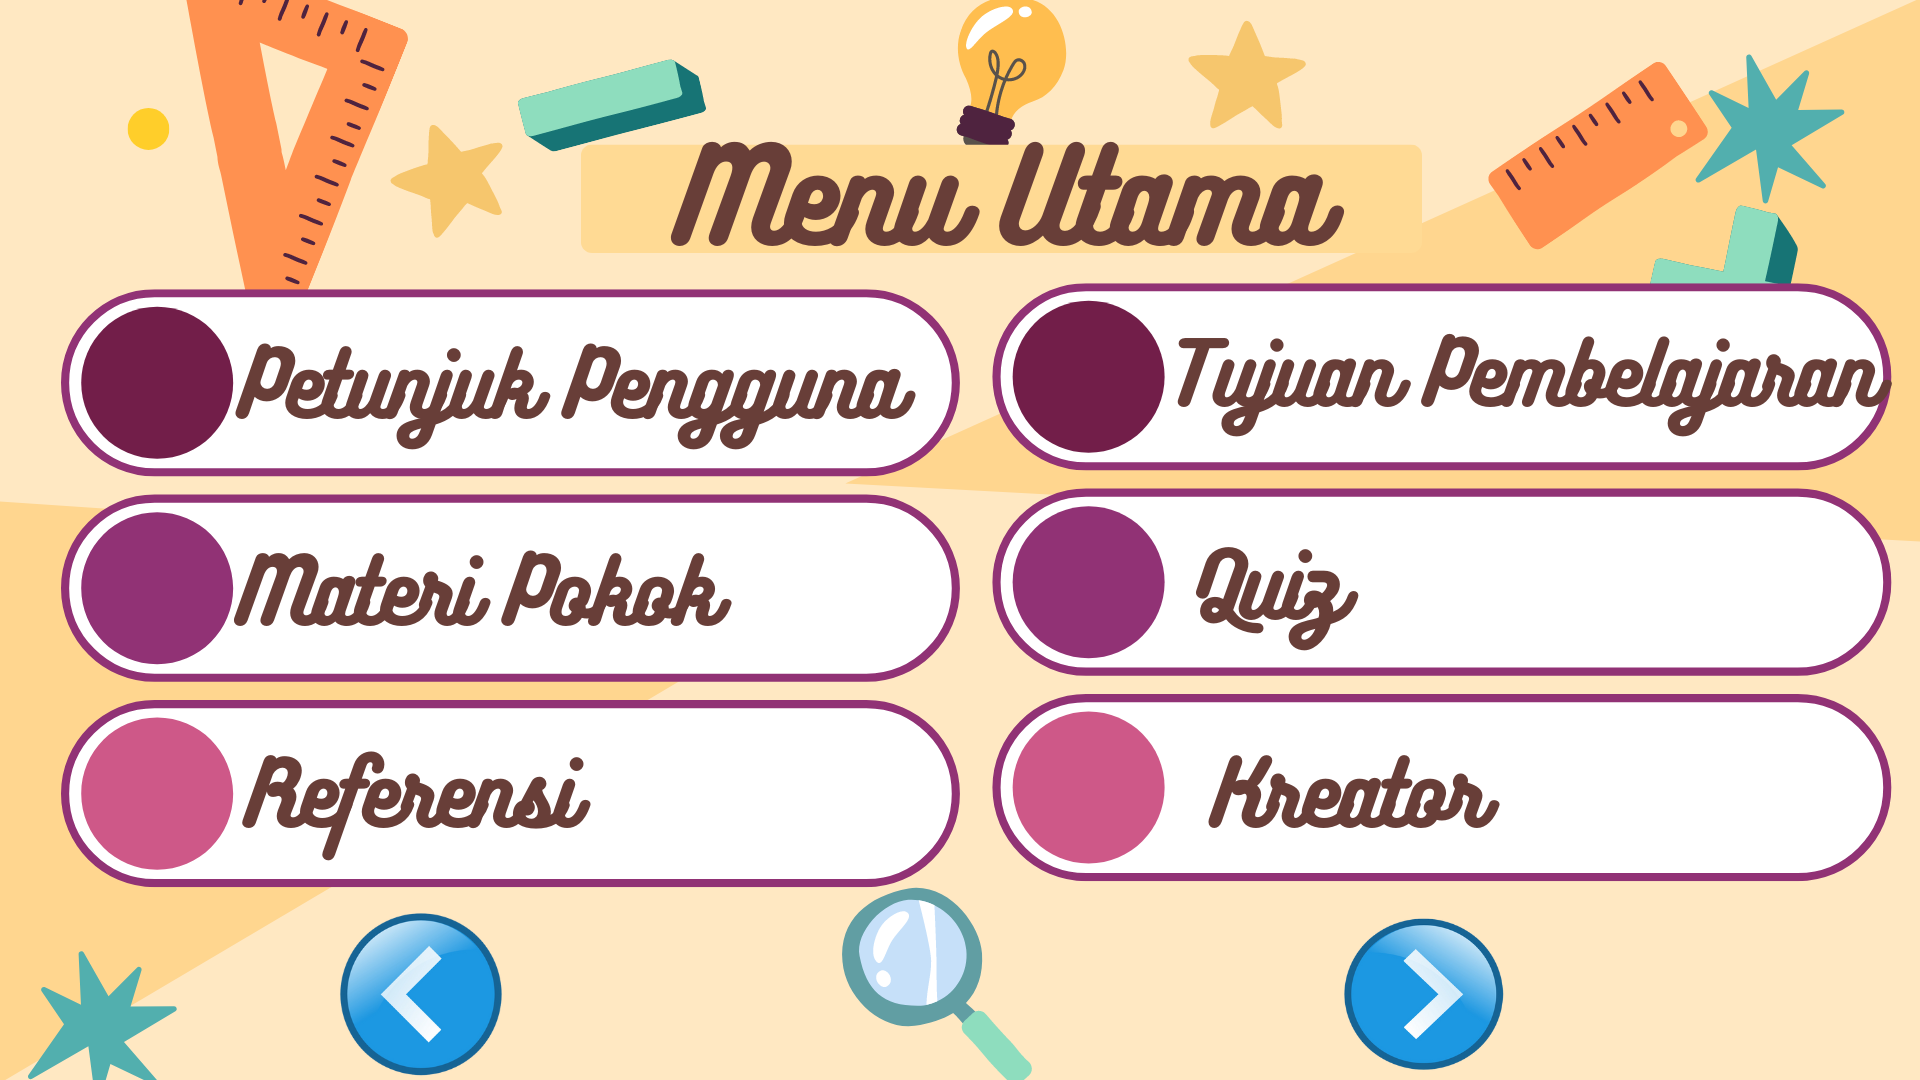 Menu Utama
Petunjuk Pengguna
Tujuan Pembelajaran
Materi Pokok
Quiz
Referensi
Kreator